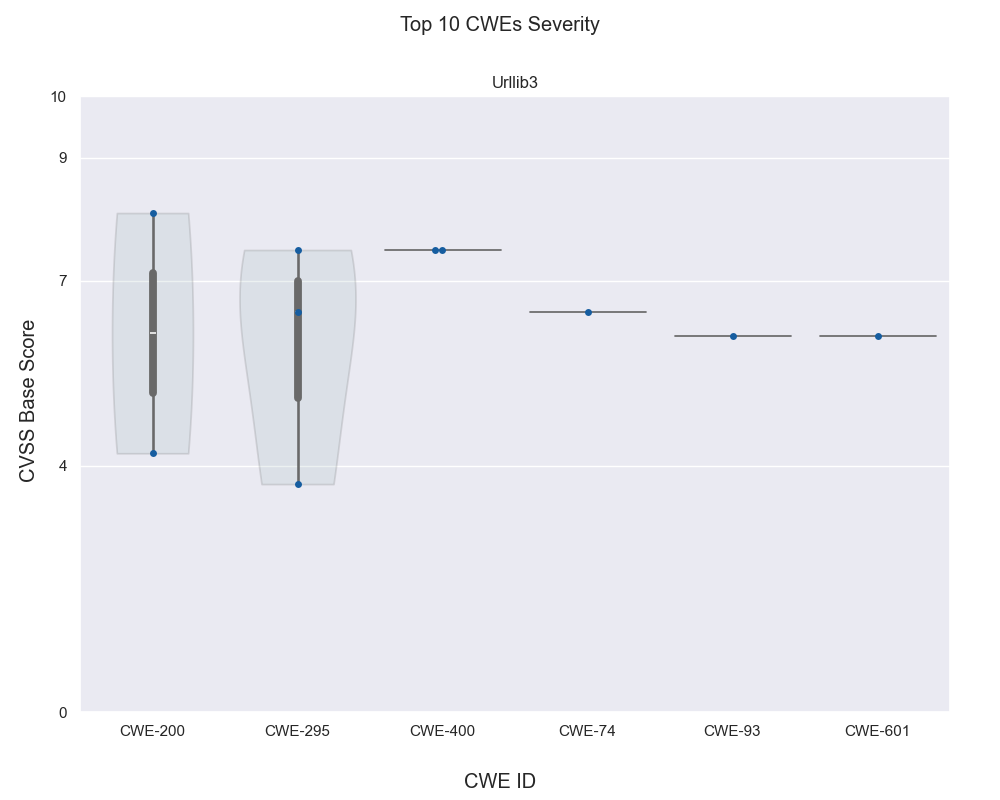 Top 10 CWEs Severity
Urllib3
10
9
7
4
0
CVSS Base Score
CWE-200 CWE-295 CWE-400 CWE-74 CWE-93 CWE-601
CWE ID